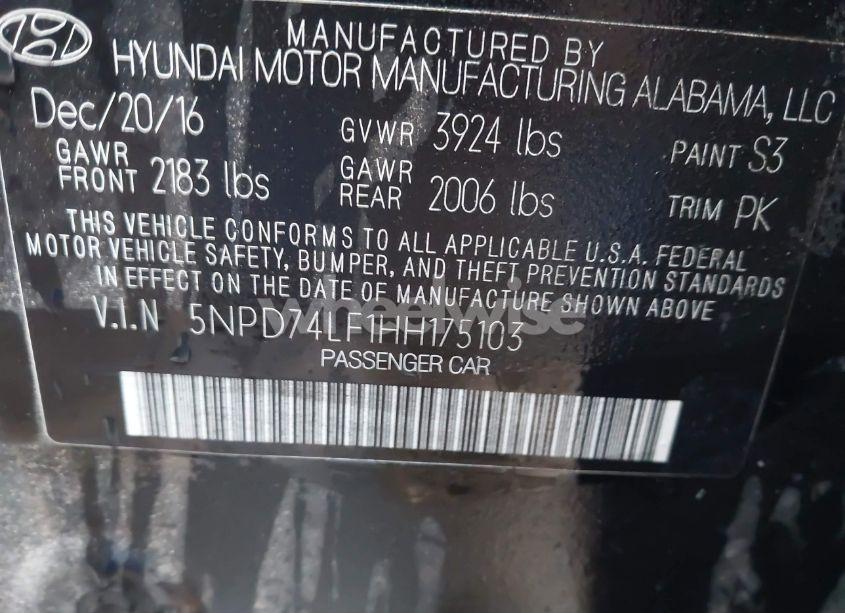 MANUFACTURED BY
HYUNDAI MOTOR MANUFACTURING ALABAMA, LLC
Dec/20/16 GVWR 3924 lbs PAINT S3
GAWR FRONT 2183 lbs GAWR REAR 2006 lbs TRIM PK
THIS VEHICLE CONFORMS TO ALL APPLICABLE U.S.A. FEDERAL
MOTOR VEHICLE SAFETY, BUMPER, AND THEFT PREVENTION STANDARDS
IN EFFECT ON THE DATE OF MANUFACTURE SHOWN ABOVE
wheelwise
V.I.N 5NPD74LF1HH175103
PASSENGER CAR